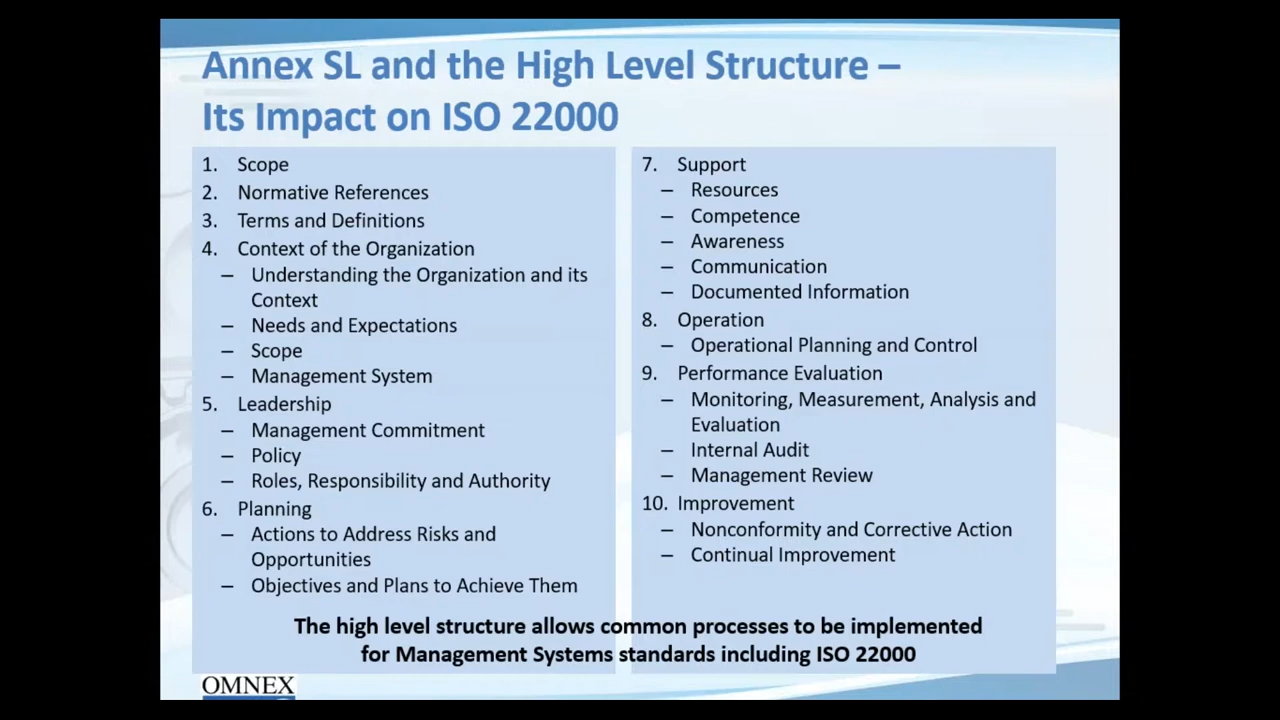 Annex SL and the High Level Structure –
Its Impact on ISO 22000
1. Scope
2. Normative References
3. Terms and Definitions
4. Context of the Organization
– Understanding the Organization and its
Context
– Needs and Expectations
– Scope
– Management System
5. Leadership
– Management Commitment
– Policy
– Roles, Responsibility and Authority
6. Planning
– Actions to Address Risks and
Opportunities
– Objectives and Plans to Achieve Them
7. Support
– Resources
– Competence
– Awareness
– Communication
– Documented Information
8. Operation
– Operational Planning and Control
9. Performance Evaluation
– Monitoring, Measurement, Analysis and
Evaluation
– Internal Audit
– Management Review
10. Improvement
– Nonconformity and Corrective Action
– Continual Improvement
The high level structure allows common processes to be implemented
for Management Systems standards including ISO 22000
OMNEX